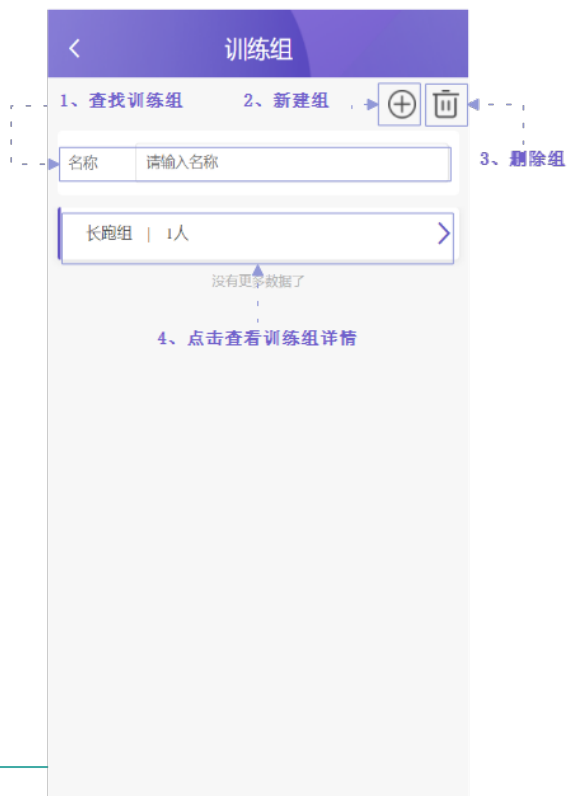 训练组
1、查找训练组
2、新建组
3、删除组
名称
请输入名称
长跑组 | 1人
没有更多数据了
4、点击查看训练组详情